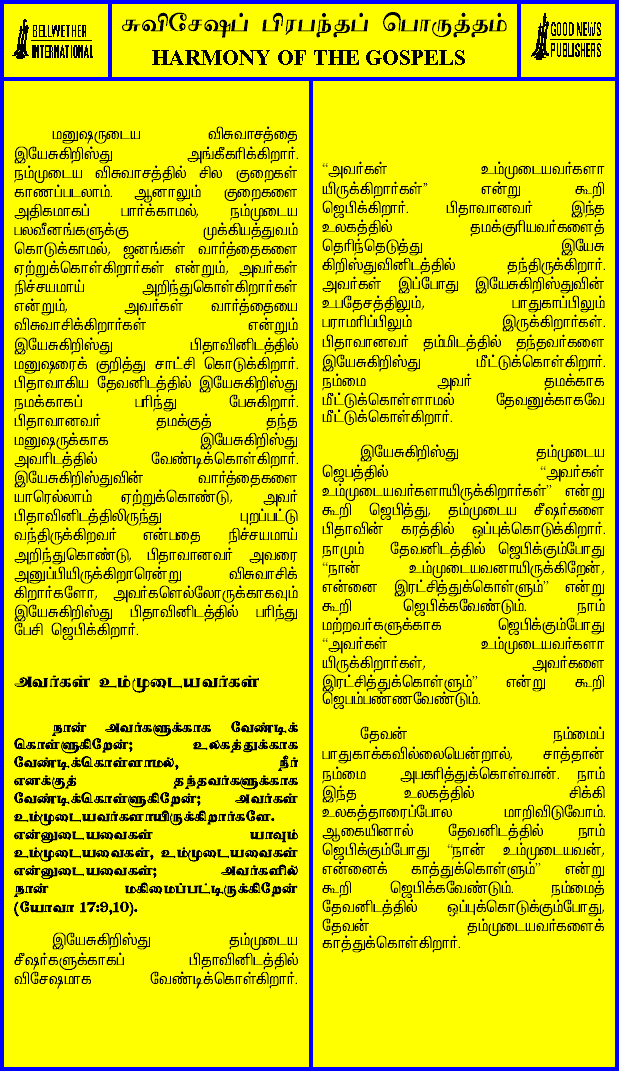 BELLWETHER
INTERNATIONAL
சுவிசேஷப் பிரபந்தப் பொருத்தம்
HARMONY OF THE GOSPELS
GOOD NEWS
PUBLISHERS
மனுஷருடைய விசுவாசத்தை
இயேசுகிறிஸ்து அங்கீகரிக்கிறார்.
நம்முடைய விசுவாசத்தில் சில குறைகள்
காணப்படலாம். ஆனாலும் குறைகளை
அதிகமாகப் பார்க்காமல், நம்முடைய
பலவீனங்களுக்கு முக்கியத்துவம்
கொடுக்காமல், ஜனங்கள் வார்த்தைகளை
ஏற்றுக்கொள்கிறார்கள் என்றும், அவர்கள்
நிச்சயமாய் அறிந்துகொள்கிறார்கள்
என்றும், அவர்கள் வார்த்தையை
விசுவாசிக்கிறார்கள் என்றும்
இயேசுகிறிஸ்து பிதாவினிடத்தில்
மனுஷரைக் குறித்து சாட்சி கொடுக்கிறார்.
பிதாவாகிய தேவனிடத்தில் இயேசுகிறிஸ்து
நமக்காகப் பரிந்து பேசுகிறார்.
பிதாவானவர் தமக்குத் தந்த
மனுஷருக்காக இயேசுகிறிஸ்து
அவரிடத்தில் வேண்டிக்கொள்கிறார்.
இயேசுகிறிஸ்துவின் வார்த்தைகளை
யாரெல்லாம் ஏற்றுக்கொண்டு, அவர்
பிதாவினிடத்திலிருந்து புறப்பட்டு
வந்திருக்கிறவர் என்பதை நிச்சயமாய்
அறிந்துகொண்டு, பிதாவானவர் அவரை
அனுப்பியிருக்கிறாரென்று விசுவாசிக்
கிறார்களோ, அவர்களெல்லோருக்காகவும்
இயேசுகிறிஸ்து பிதாவினிடத்தில் பரிந்து
பேசி ஜெபிக்கிறார்.
அவர்கள் உம்முடையவர்கள்
நான் அவர்களுக்காக வேண்டிக்
கொள்ளுகிறேன்; உலகத்துக்காக
வேண்டிக்கொள்ளாமல், நீர்
எனக்குத் தந்தவர்களுக்காக
வேண்டிக்கொள்ளுகிறேன்; அவர்கள்
உம்முடையவர்களாயிருக்கிறார்களே.
என்னுடையவைகள் யாவும்
உம்முடையவைகள், உம்முடையவைகள்
என்னுடையவைகள்; அவர்களில்
நான் மகிமைப்பட்டிருக்கிறேன்
(யோவா 17:9,10).
இயேசுகிறிஸ்து தம்முடைய
சீஷர்களுக்காகப் பிதாவினிடத்தில்
விசேஷமாக வேண்டிக்கொள்கிறார்.
“அவர்கள் உம்முடையவர்களா
யிருக்கிறார்கள்” என்று கூறி
ஜெபிக்கிறார். பிதாவானவர் இந்த
உலகத்தில் தமக்குரியவர்களைத்
தெரிந்தெடுத்து இயேசு
கிறிஸ்துவினிடத்தில் தந்திருக்கிறார்.
அவர்கள் இப்போது இயேசுகிறிஸ்துவின்
உபதேசத்திலும், பாதுகாப்பிலும்
பராமரிப்பிலும் இருக்கிறார்கள்.
பிதாவானவர் தம்மிடத்தில் தந்தவர்களை
இயேசுகிறிஸ்து மீட்டுக்கொள்கிறார்.
நம்மை அவர் தமக்காக
மீட்டுக்கொள்ளாமல் தேவனுக்காகவே
மீட்டுக்கொள்கிறார்.
இயேசுகிறிஸ்து தம்முடைய
ஜெபத்தில் “அவர்கள்
உம்முடையவர்களாயிருக்கிறார்கள்” என்று
கூறி ஜெபித்து, தம்முடைய சீஷர்களை
பிதாவின் கரத்தில் ஒப்புக்கொடுக்கிறார்.
நாமும் தேவனிடத்தில் ஜெபிக்கும்போது
“நான் உம்முடையவனாயிருக்கிறேன்,
என்னை இரட்சித்துக்கொள்ளும்” என்று
கூறி ஜெபிக்கவேண்டும். நாம்
மற்றவர்களுக்காக ஜெபிக்கும்போது
“அவர்கள் உம்முடையவர்களா
யிருக்கிறார்கள், அவர்களை
இரட்சித்துக்கொள்ளும்” என்று கூறி
ஜெபம்பண்ணவேண்டும்.
தேவன் நம்மைப்
பாதுகாக்கவில்லையென்றால், சாத்தான்
நம்மை அபகரித்துக்கொள்வான். நாம்
இந்த உலகத்தில் சிக்கி
உலகத்தாரைப்போல மாறிவிடுவோம்.
ஆகையினால் தேவனிடத்தில் நாம்
ஜெபிக்கும்போது “நான் உம்முடையவன்,
என்னைக் காத்துக்கொள்ளும்” என்று
கூறி ஜெபிக்கவேண்டும். நம்மைத்
தேவனிடத்தில் ஒப்புக்கொடுக்கும்போது,
தேவன் தம்முடையவர்களைக்
காத்துக்கொள்கிறார்.